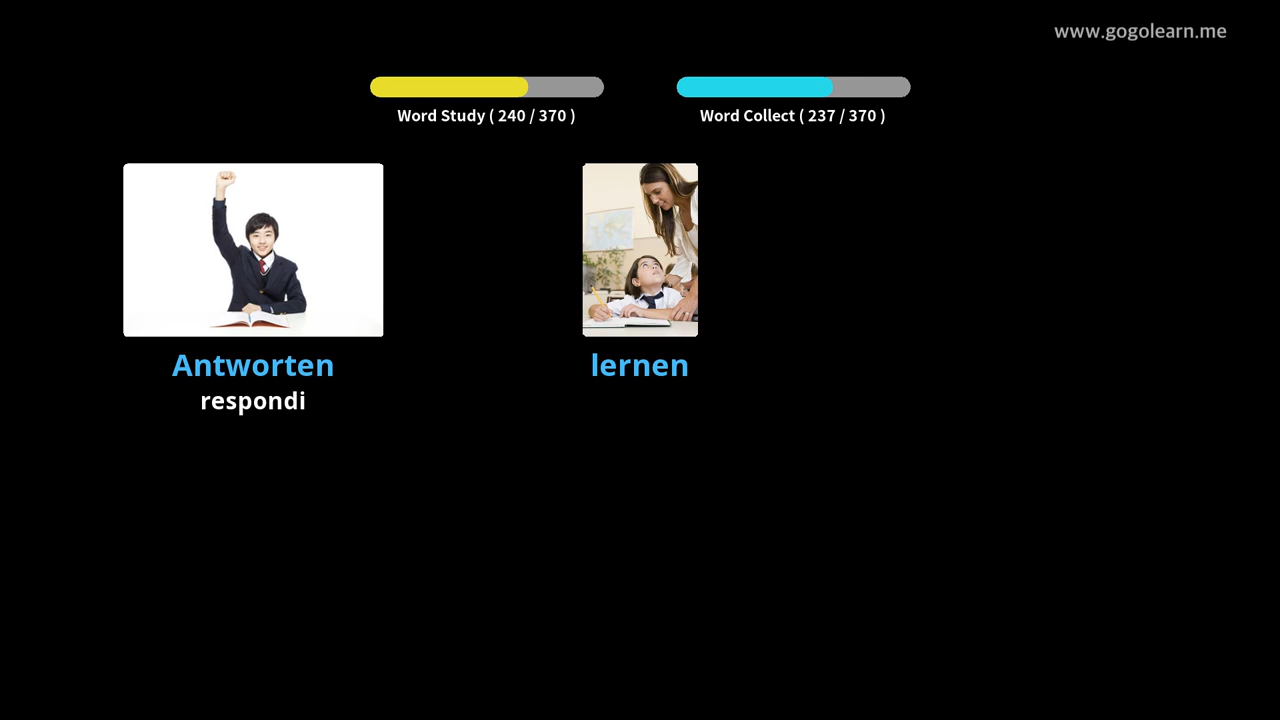 www.gogolearn.me
Word Study ( 240 / 370 )
Word Collect ( 237 / 370 )
Antworten
respondi
lernen